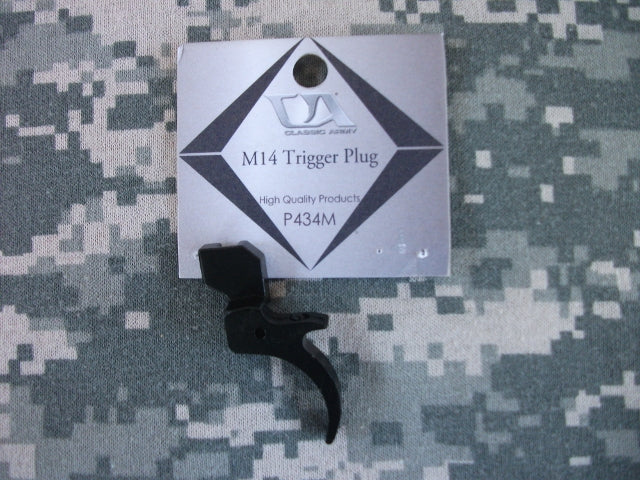 CA
CLASSIC ARMY
M14 Trigger Plug
High Quality Products
P434M